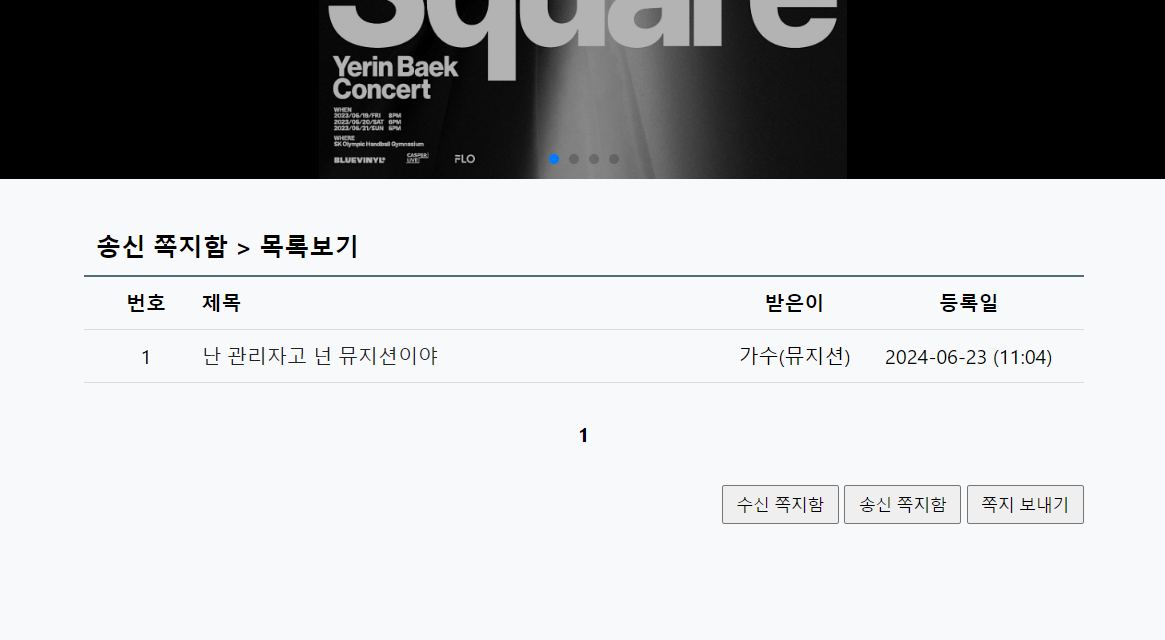 Square
Yerin Baek
Concert
WHEN
2023/05/19/FRI 8PM
2023/05/20/SAT 6PM
2023/05/21/SUN 5PM
WHERE
SK Olympic Handball Gymnasium
BLUEVINYL CASPER LIVE! FLO
송신 쪽지함 > 목록보기
번호 제목 받은이 등록일
1 난 관리자고 넌 뮤지션이야 가수(뮤지션) 2024-06-23 (11:04)
1
수신 쪽지함 송신 쪽지함 쪽지 보내기